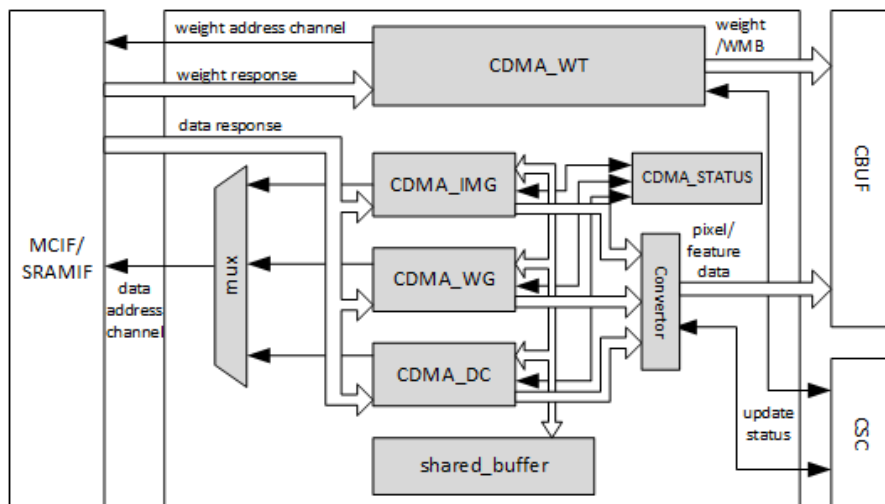 weight address channel
weight
/WMB
CDMA_WT
weight response
data response
CDMA_IMG
CDMA_STATUS
CBUF
MCIF/
SRAMIF
mux
CDMA_WG
pixel/
feature
data
Convertor
data
address
channel
CDMA_DC
update
status
CSC
shared_buffer